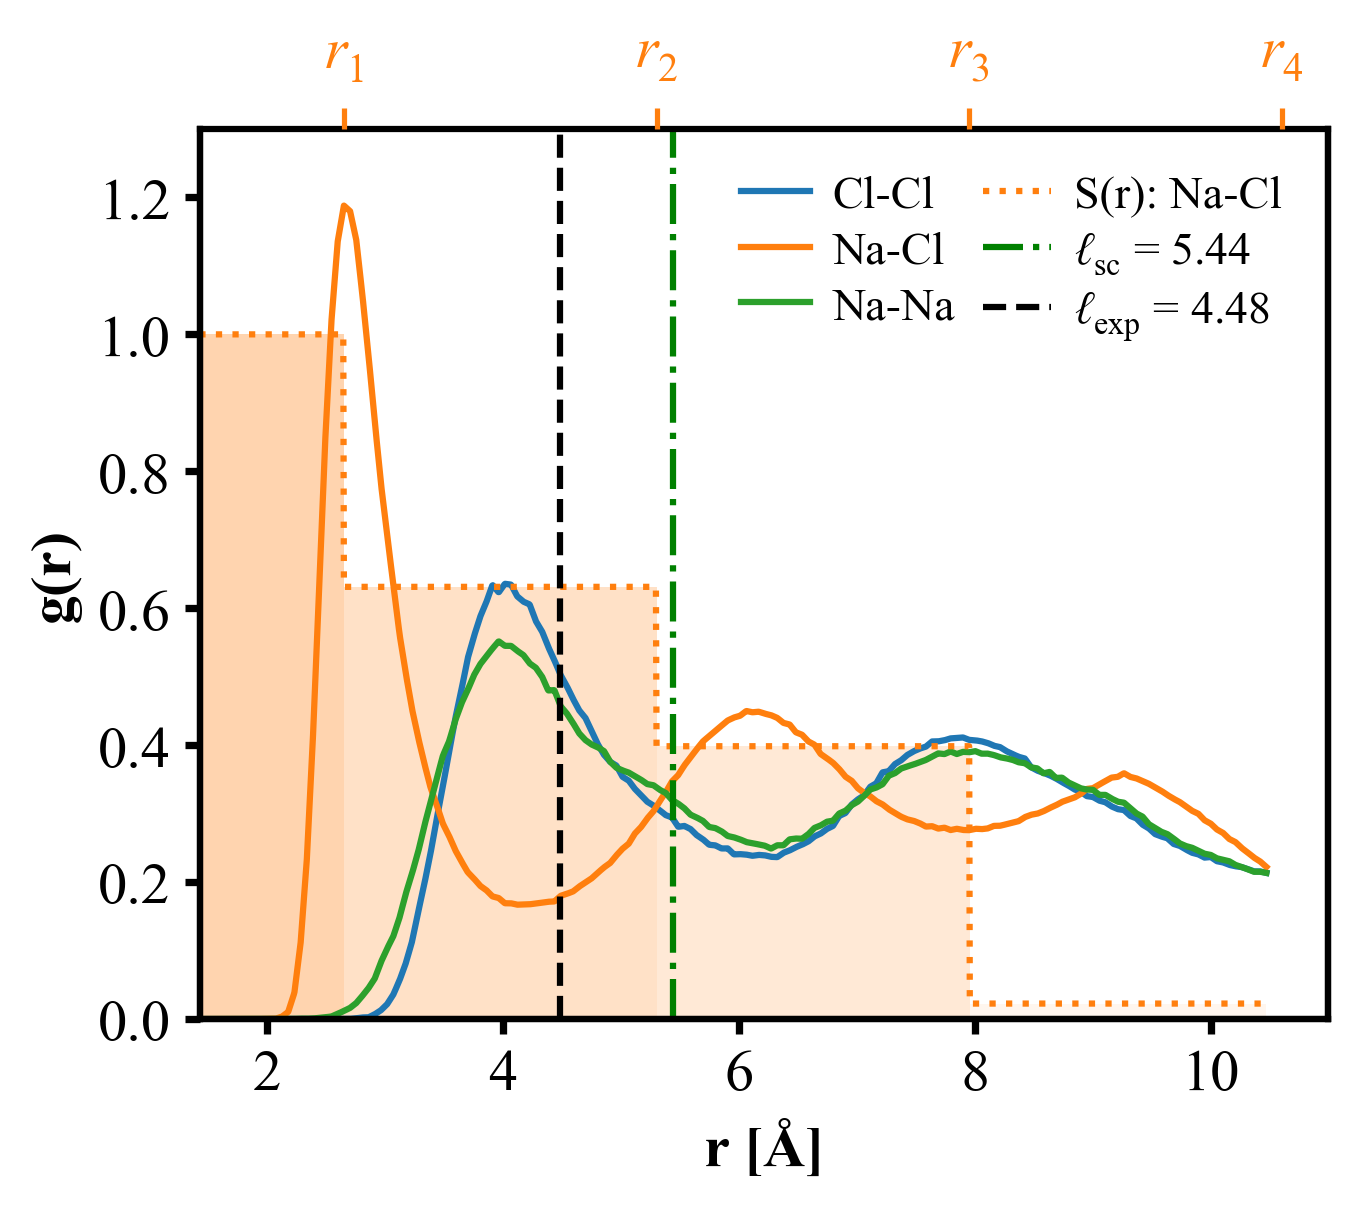 r1 r2 r3 r4
1.2
1.0
0.8
0.6
0.4
0.2
0.0
g(r)
Cl-Cl
Na-Cl
Na-Na
S(r): Na-Cl
ℓsc = 5.44
ℓexp = 4.48
2 4 6 8 10
r [Å]